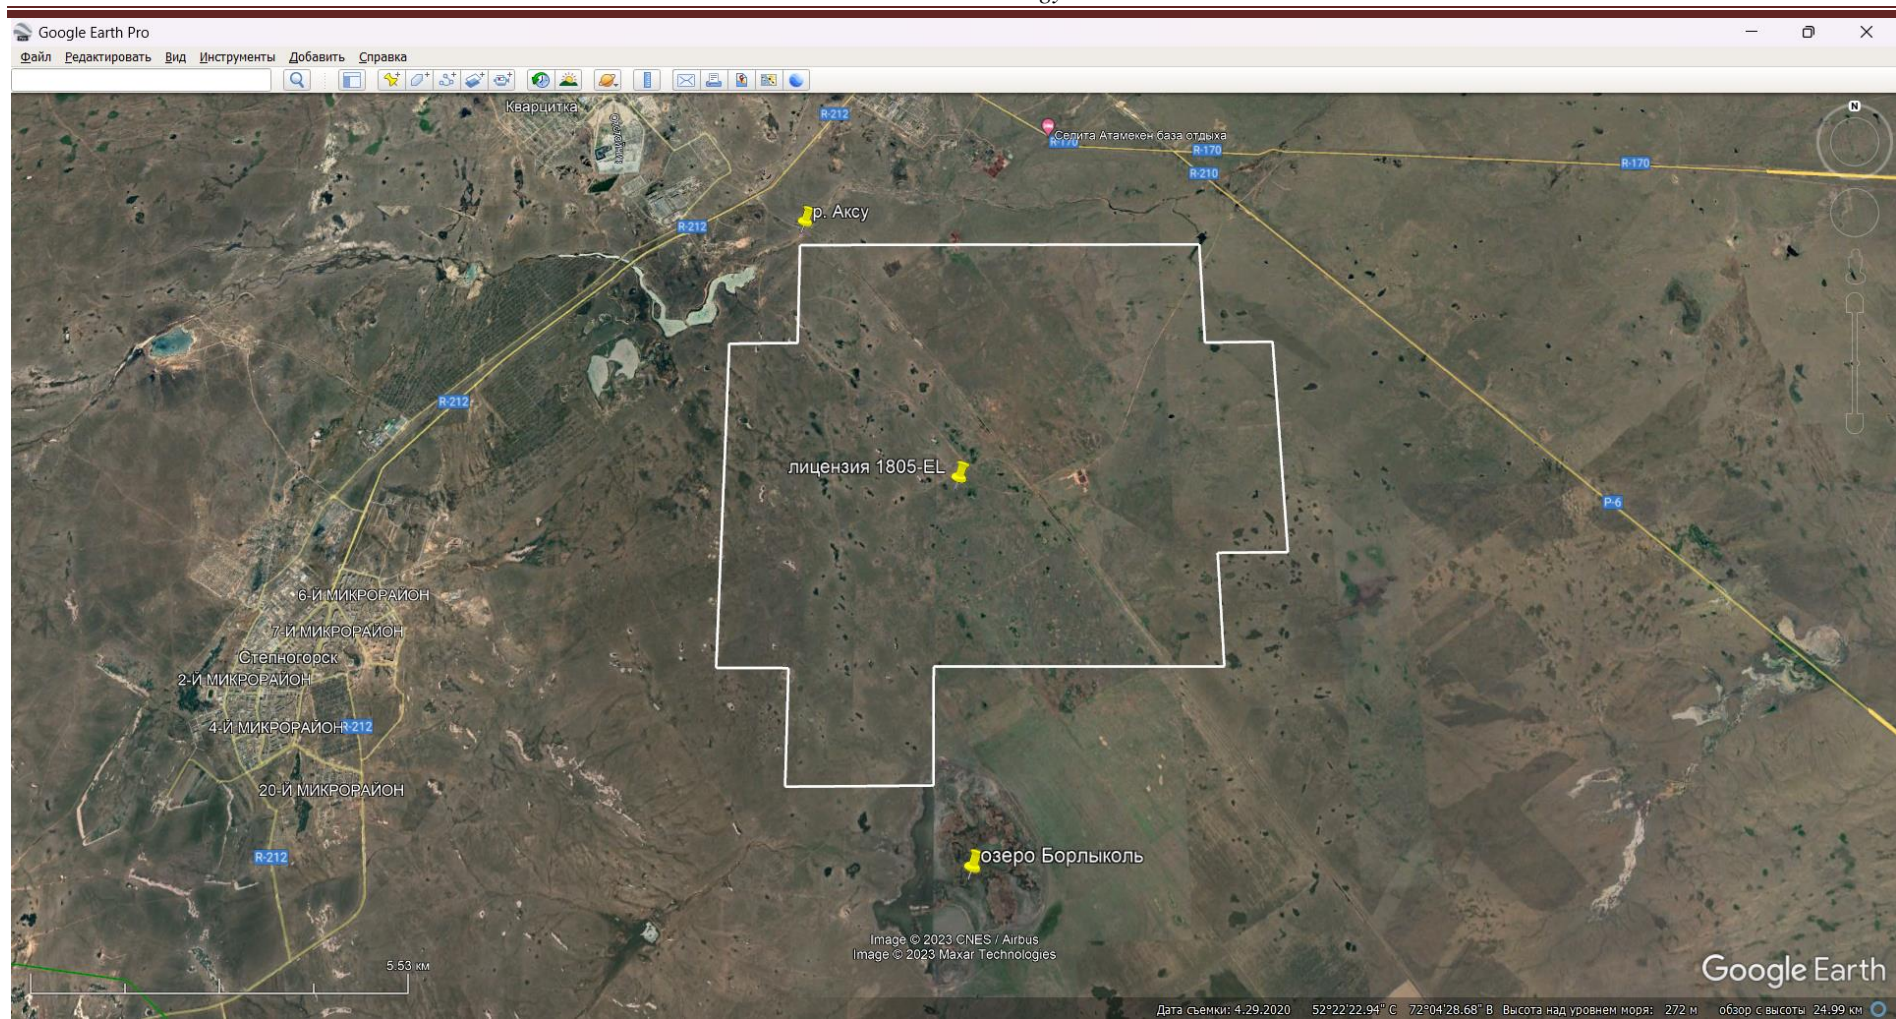 Google Earth Pro
Файл Редактировать Вид Инструменты Добавить Справка
Кварцитка
R-212
Селита Атамекен база отдыха
R-170
R-170
R-170
R-210
N
р. Аксу
R-212
R-212
лицензия 1805-EL
P-6
6-Й МИКРОРАЙОН
7-Й МИКРОРАЙОН
Степногорск
2-Й МИКРОРАЙОН
4-Й МИКРОРАЙОН
R-212
20-Й МИКРОРАЙОН
R-212
озеро Борлыколь
Image © 2023 CNES / Airbus
Image © 2023 Maxar Technologies
5.53 км
Google Earth
Дата съемки: 4.29.2020 52°22'22.94" С 72°04'28.68" В Высота над уровнем моря: 272 м обзор с высоты 24.99 км